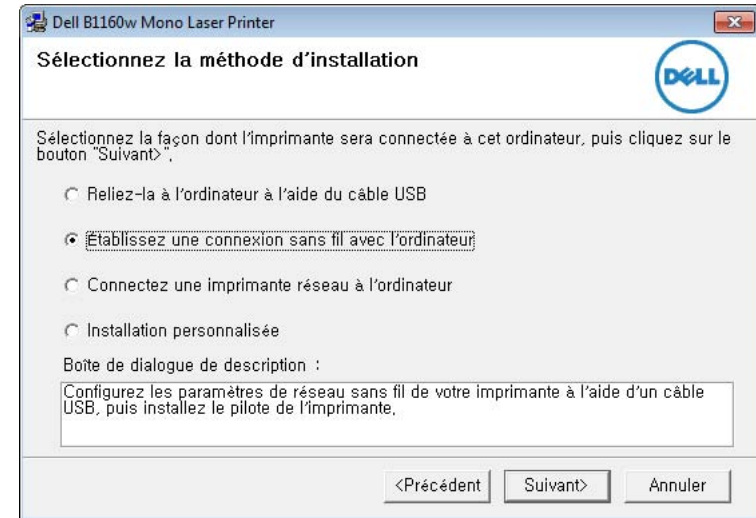 Dell B1160w Mono Laser Printer
Sélectionnez la méthode d'installation
DELL
Sélectionnez la façon dont l'imprimante sera connectée à cet ordinateur, puis cliquez sur le
bouton "Suivant>".
Reliez-la à l'ordinateur à l'aide du câble USB
Établissez une connexion sans fil avec l'ordinateur
Connectez une imprimante réseau à l'ordinateur
Installation personnalisée
Boîte de dialogue de description :
Configurez les paramètres de réseau sans fil de votre imprimante à l'aide d'un câble
USB, puis installez le pilote de l'imprimante.
<Précédent Suivant> Annuler